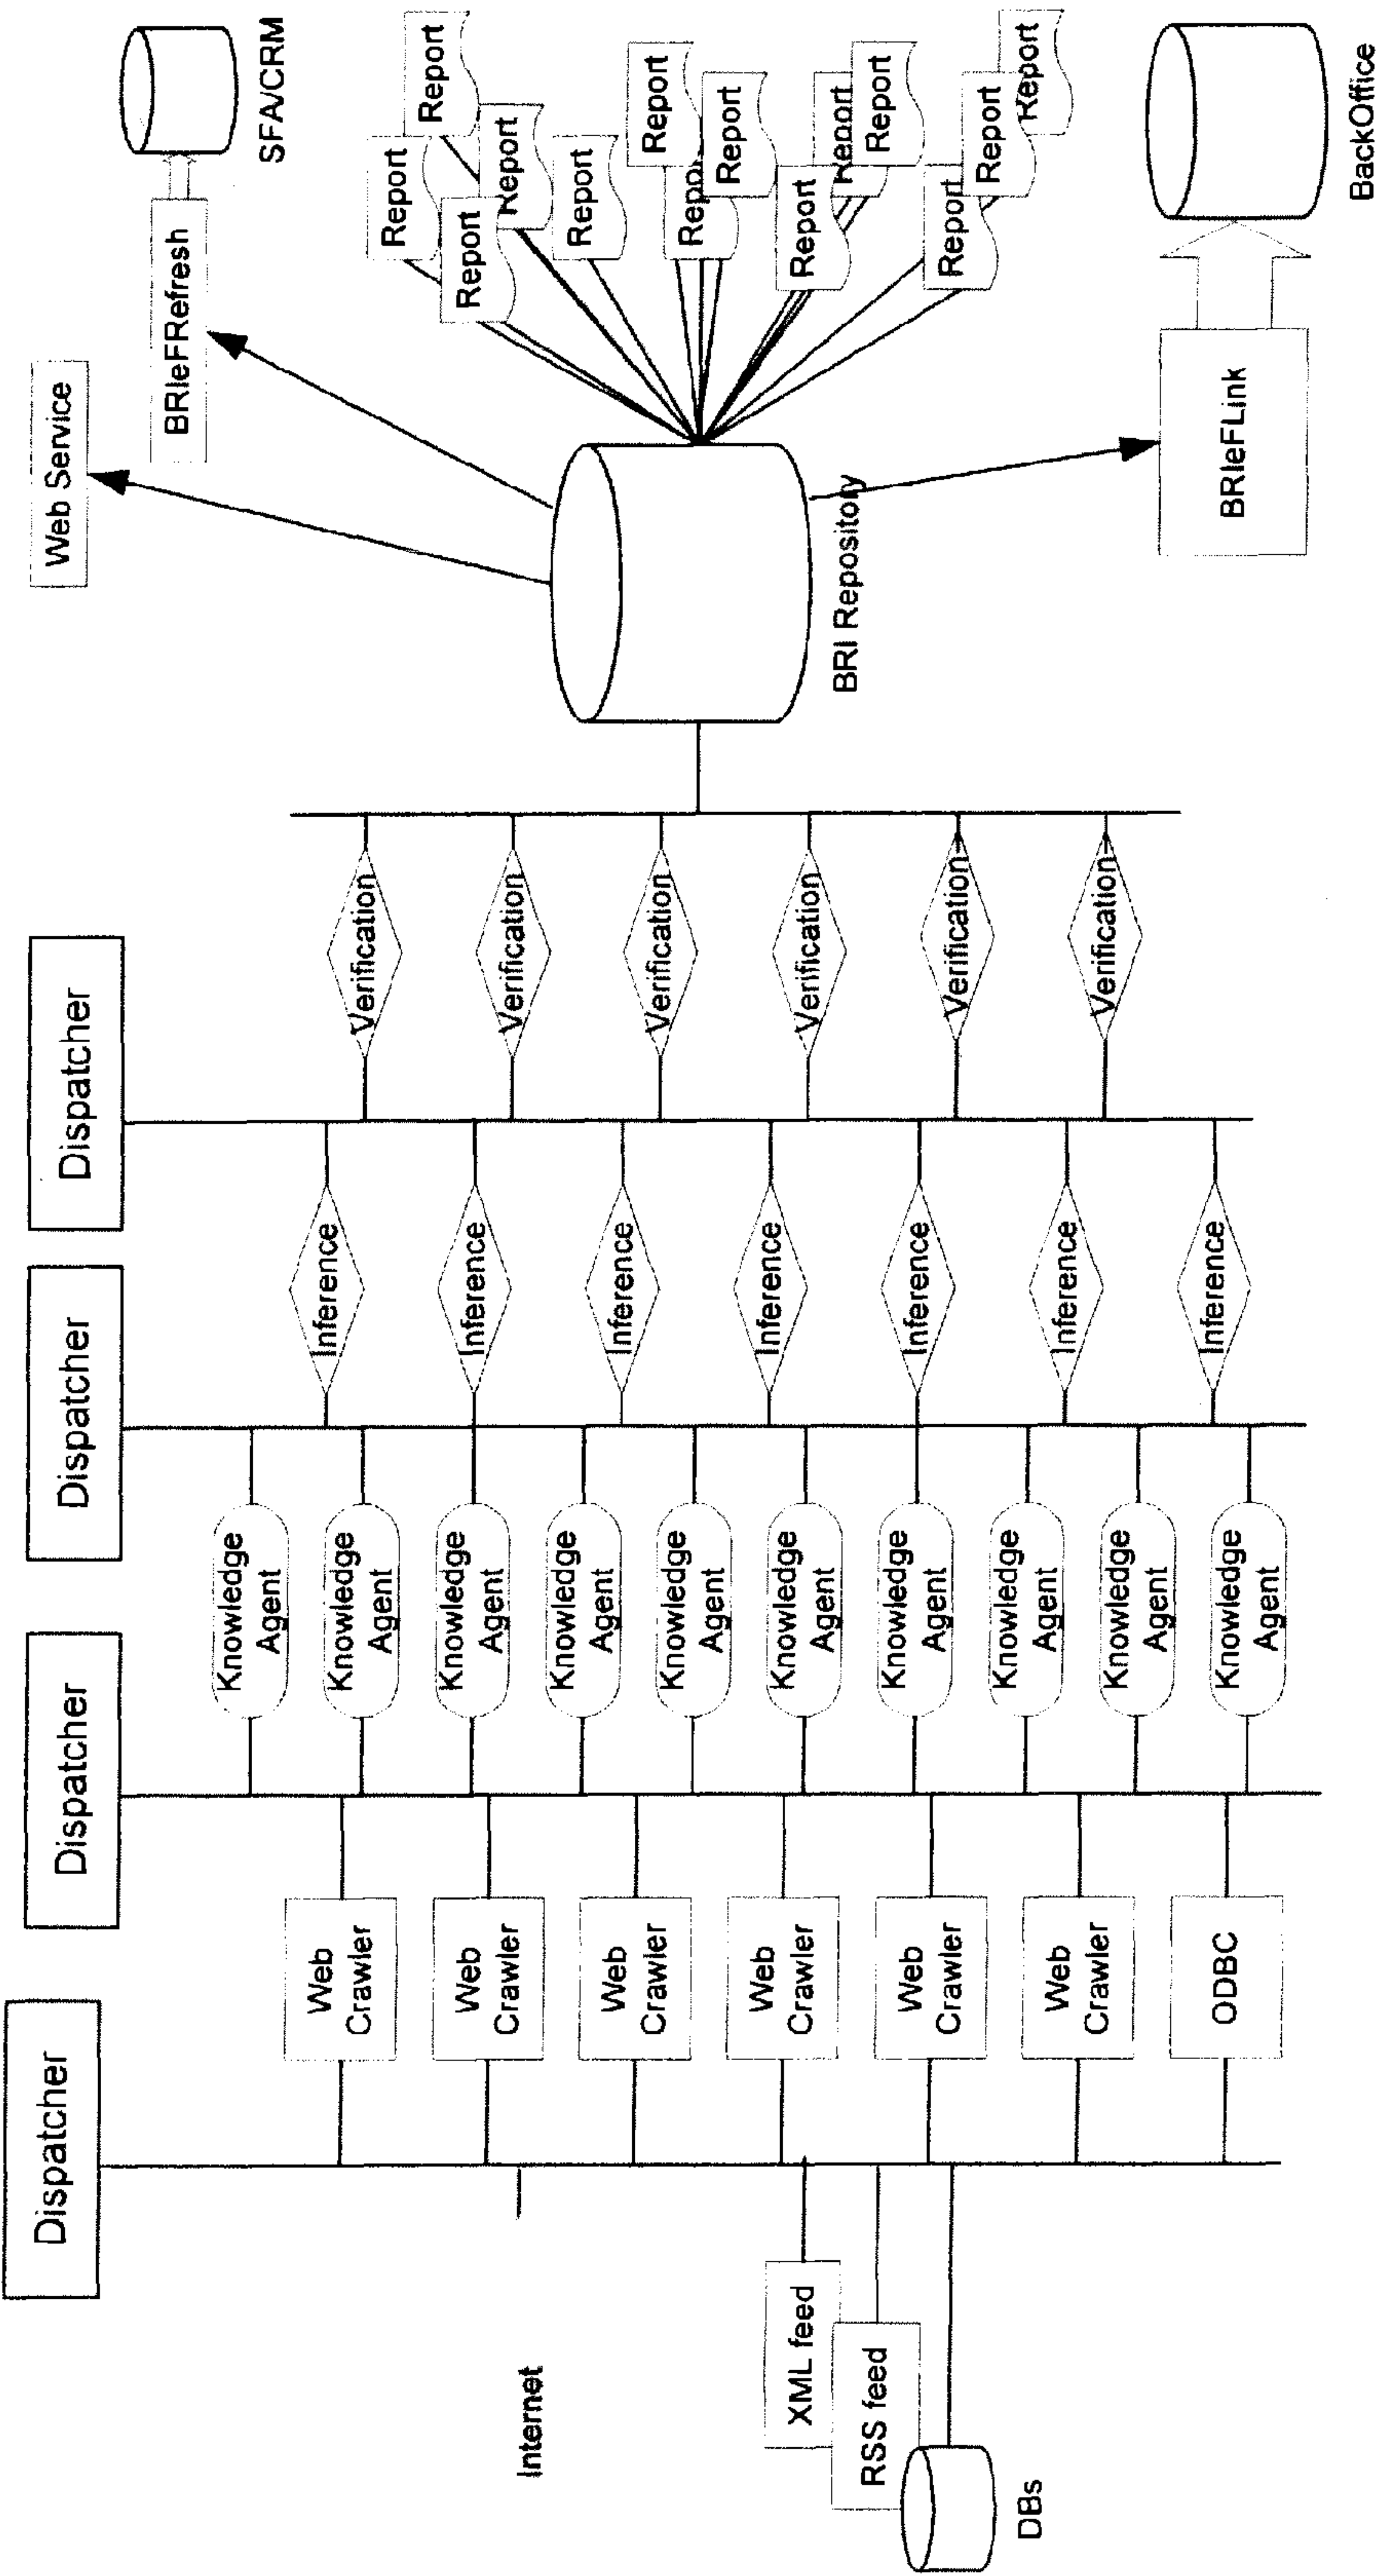 Dispatcher
Dispatcher
Dispatcher
Dispatcher
Web Service
BRIeFRefresh
SFA/CRM
Internet
XML feed
RSS feed
DBs
Web
Crawler
Web
Crawler
Web
Crawler
Web
Crawler
Web
Crawler
Web
Crawler
ODBC
Knowledge
Agent
Knowledge
Agent
Knowledge
Agent
Knowledge
Agent
Knowledge
Agent
Knowledge
Agent
Knowledge
Agent
Knowledge
Agent
Knowledge
Agent
Knowledge
Agent
Inference
Inference
Inference
Inference
Inference
Inference
Inference
Verification
Verification
Verification
Verification
Verification
Verification
BRI Repository
Report
Report
Report
Report
Report
Report
Repo
Report
Report
Report
Report
Report
Report
Report
BRIeFLink
BackOffice